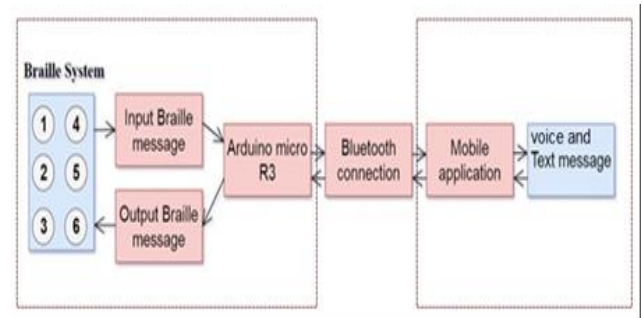 Braille System
1 4
2 5
3 6
Input Braille
message
Output Braille
message
Arduino micro
R3
Bluetooth
connection
Mobile
application
voice and
Text message